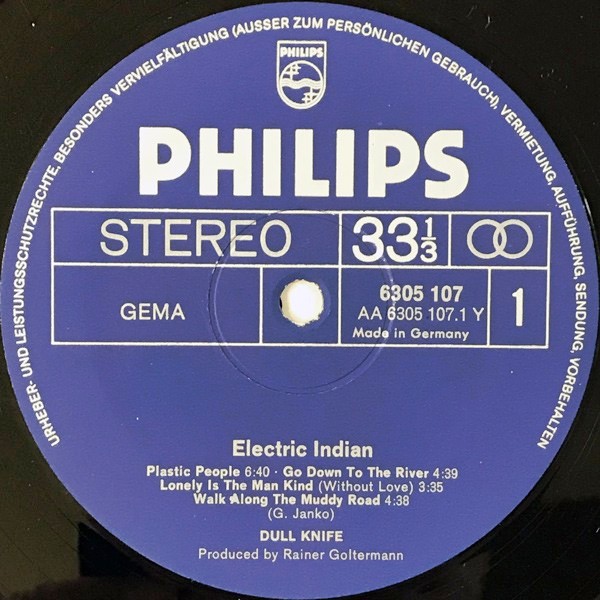 URHEBER- UND LEISTUNGSSCHUTZRECHTE, BESONDERS VERVIELFÄLTIGUNG (AUSSER ZUM PERSÖNLICHEN GEBRAUCH), VERMIETUNG, AUFFÜHRUNG, SENDUNG, VORBEHALTEN
PHILIPS
PHILIPS
STEREO 33 1/3
GEMA
6305 107
AA 6305 107.1 Y
Made in Germany
1
Electric Indian
Plastic People 6:40 · Go Down To The River 4:39
Lonely Is The Man Kind (Without Love) 3:35
Walk Along The Muddy Road 4:38
(G. Janko)
DULL KNIFE
Produced by Rainer Goltermann